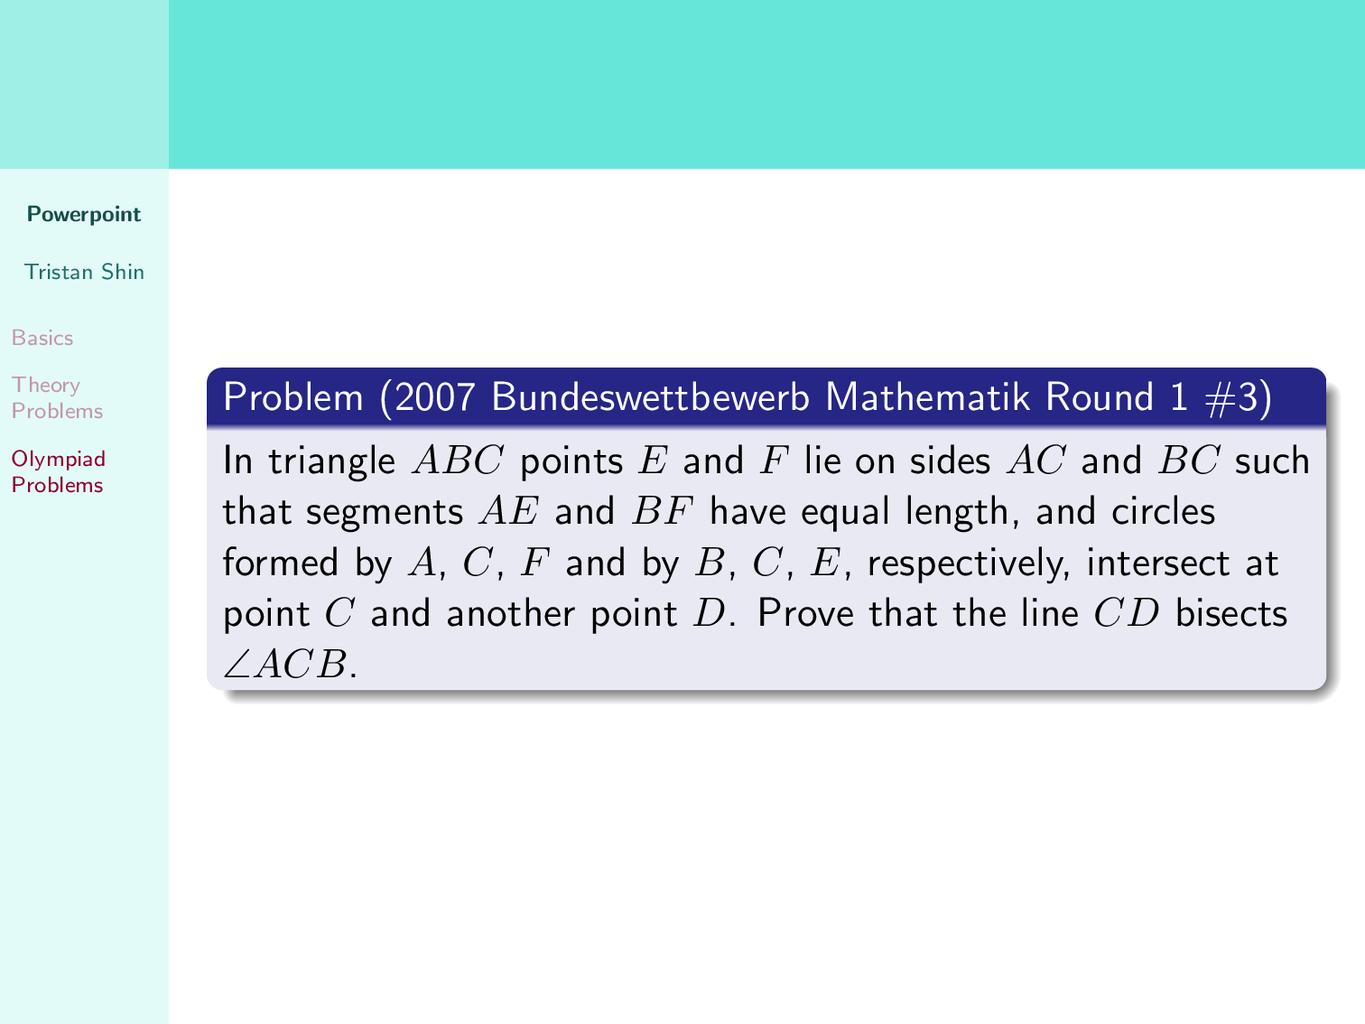 Powerpoint
Tristan Shin
Basics
Theory
Problems
Olympiad
Problems
Problem (2007 Bundeswettbewerb Mathematik Round 1 #3)
In triangle ABC points E and F lie on sides AC and BC such
that segments AE and BF have equal length, and circles
formed by A, C, F and by B, C, E, respectively, intersect at
point C and another point D. Prove that the line CD bisects
∠ACB.